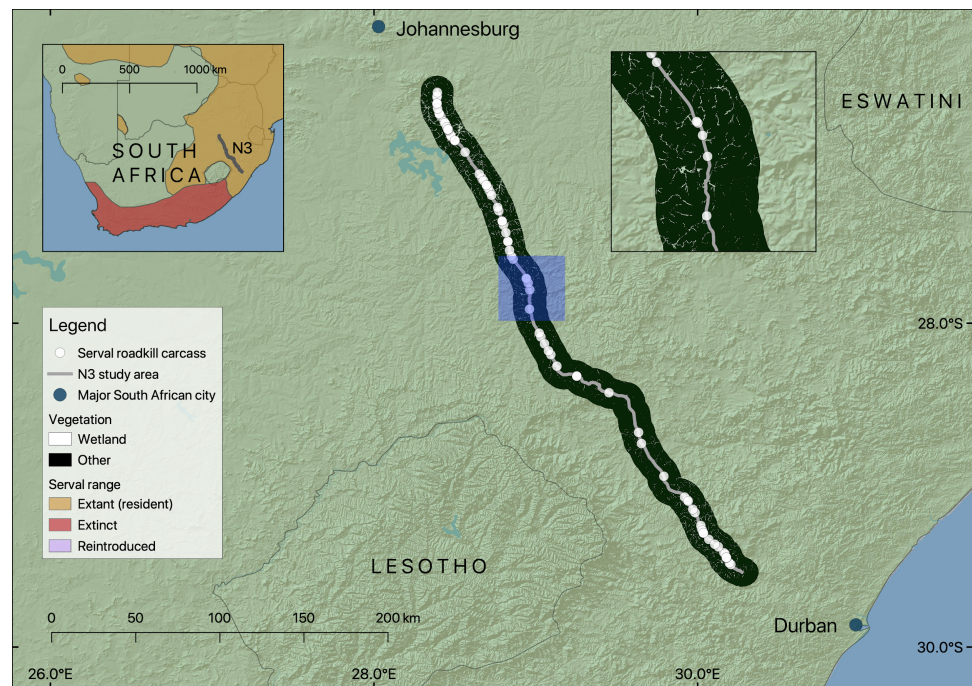 Johannesburg
ESWATINI
0 500 1000 km
N3
SOUTH
AFRICA
28.0°S
Legend
Serval roadkill carcass
N3 study area
Major South African city
Vegetation
Wetland
Other
Serval range
Extant (resident)
Extinct
Reintroduced
LESOTHO
0 50 100 150 200 km
Durban
30.0°S
26.0°E 28.0°E 30.0°E